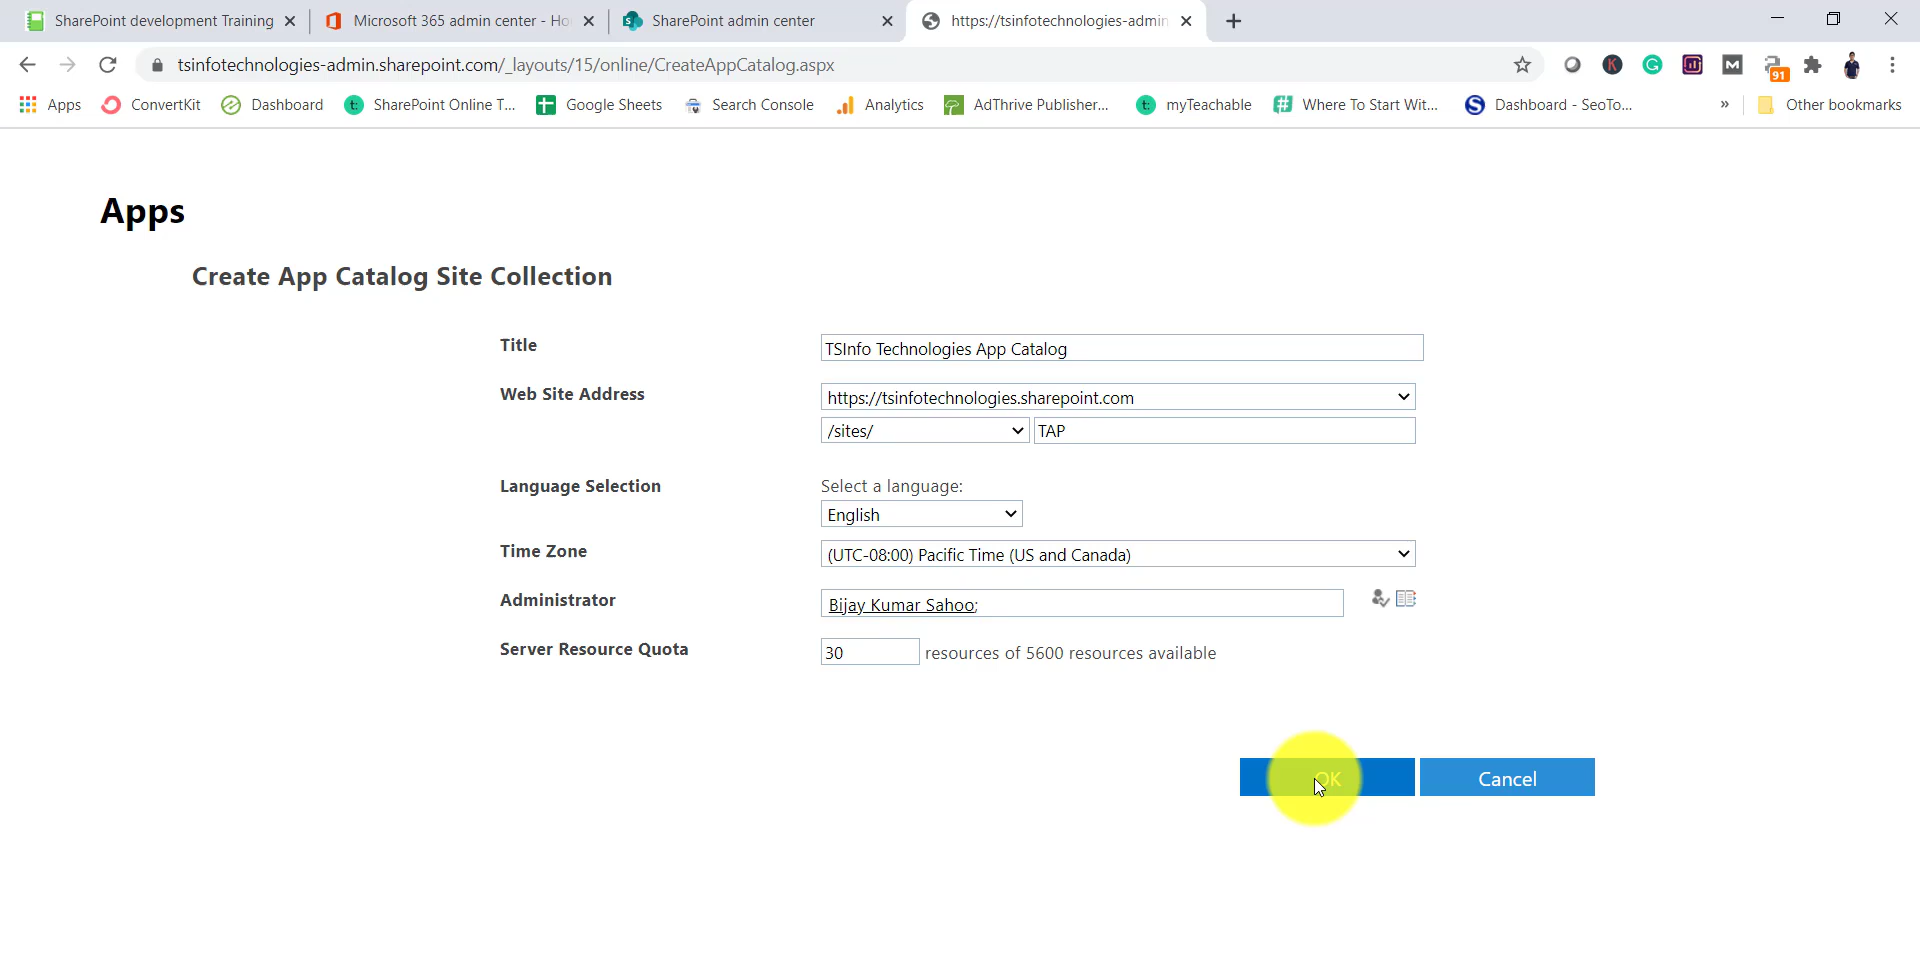 SharePoint development Training
Microsoft 365 admin center - Ho
SharePoint admin center
https://tsinfotechnologies-admin
tsinfotechnologies-admin.sharepoint.com/_layouts/15/online/CreateAppCatalog.aspx
91
Apps
ConvertKit
Dashboard
SharePoint Online T...
Google Sheets
Search Console
Analytics
AdThrive Publisher...
myTeachable
Where To Start Wit...
Dashboard - SeoTo...
»
Other bookmarks
Apps
Create App Catalog Site Collection
Title
TSInfo Technologies App Catalog
Web Site Address
https://tsinfotechnologies.sharepoint.com
/sites/
TAP
Language Selection
Select a language:
English
Time Zone
(UTC-08:00) Pacific Time (US and Canada)
Administrator
Bijay Kumar Sahoo;
Server Resource Quota
30
resources of 5600 resources available
OK
Cancel